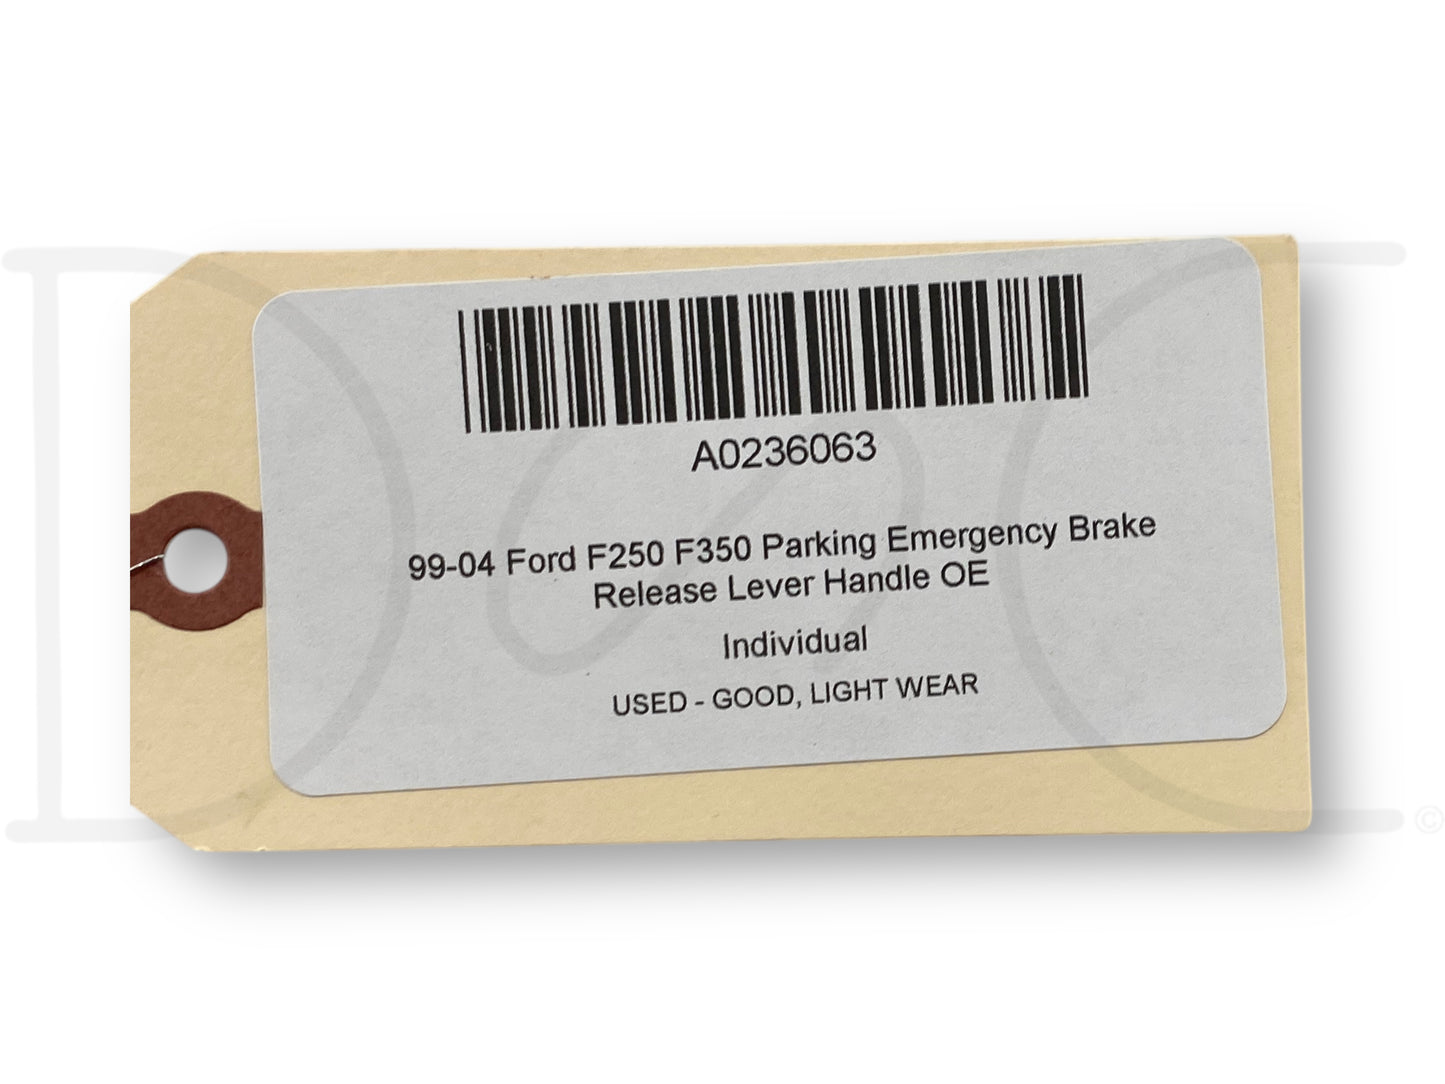 A0236063
99-04 Ford F250 F350 Parking Emergency Brake
Release Lever Handle OE
Individual
USED - GOOD, LIGHT WEAR
©